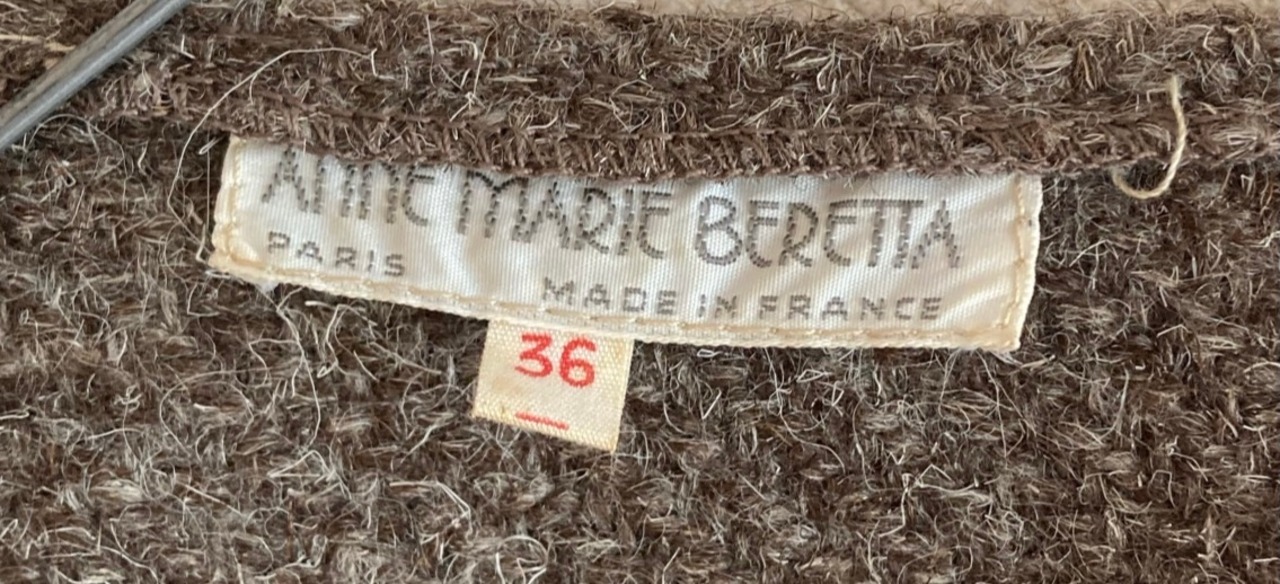 ANNE MARIE BERETTA
PARIS
MADE IN FRANCE
36